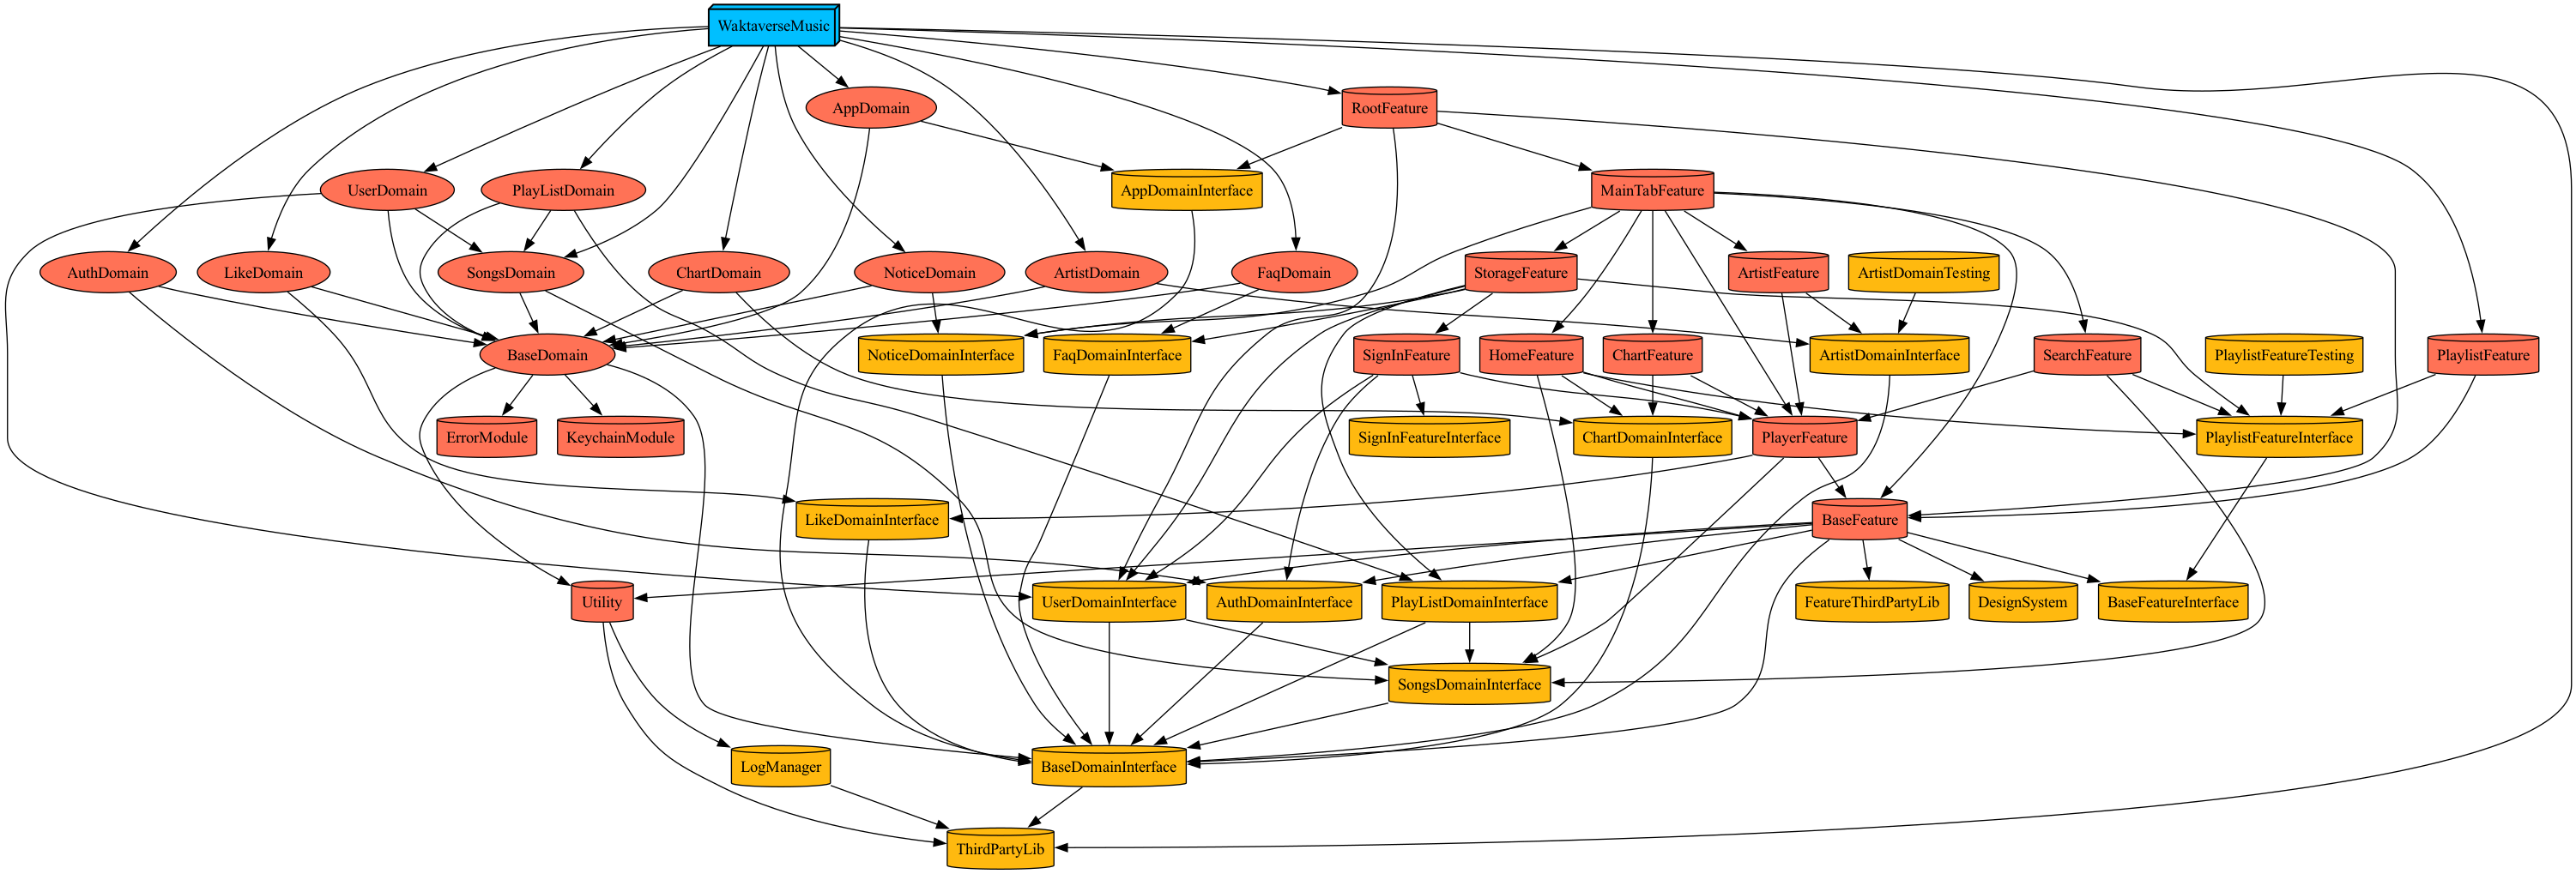 WaktaverseMusic
AppDomain
RootFeature
UserDomain
PlayListDomain
AppDomainInterface
MainTabFeature
AuthDomain
LikeDomain
SongsDomain
ChartDomain
NoticeDomain
ArtistDomain
FaqDomain
StorageFeature
ArtistFeature
ArtistDomainTesting
BaseDomain
NoticeDomainInterface
FaqDomainInterface
SignInFeature
HomeFeature
ChartFeature
ArtistDomainInterface
SearchFeature
PlaylistFeatureTesting
PlaylistFeature
ErrorModule
KeychainModule
SignInFeatureInterface
ChartDomainInterface
PlayerFeature
PlaylistFeatureInterface
LikeDomainInterface
BaseFeature
Utility
UserDomainInterface
AuthDomainInterface
PlayListDomainInterface
FeatureThirdPartyLib
DesignSystem
BaseFeatureInterface
SongsDomainInterface
LogManager
BaseDomainInterface
ThirdPartyLib